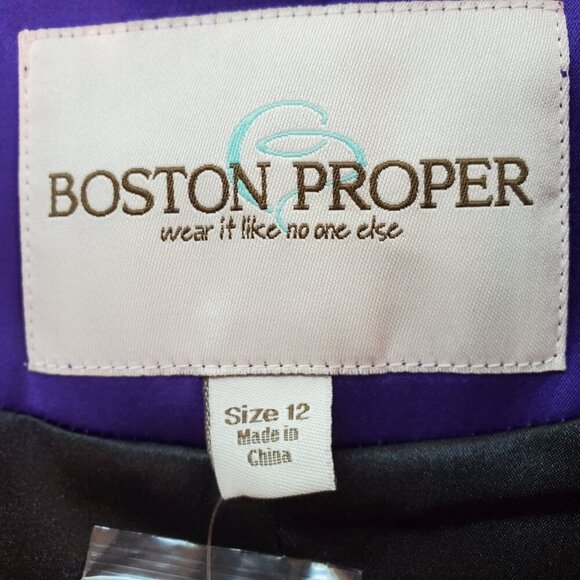 BOSTON PROPER
wear it like no one else
Size 12
Made in
China